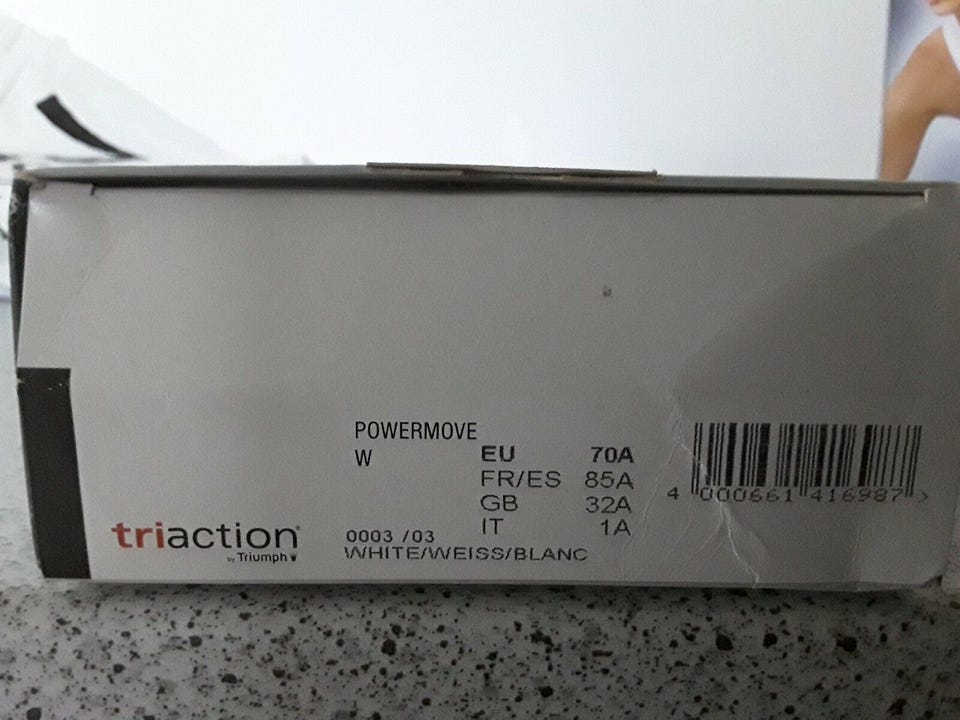 POWERMOVE
W
EU 70A
FR/ES 85A
GB 32A
IT 1A
0003 /03
WHITE/WEISS/BLANC
triaction
by Triumph
4 000661 416987 >